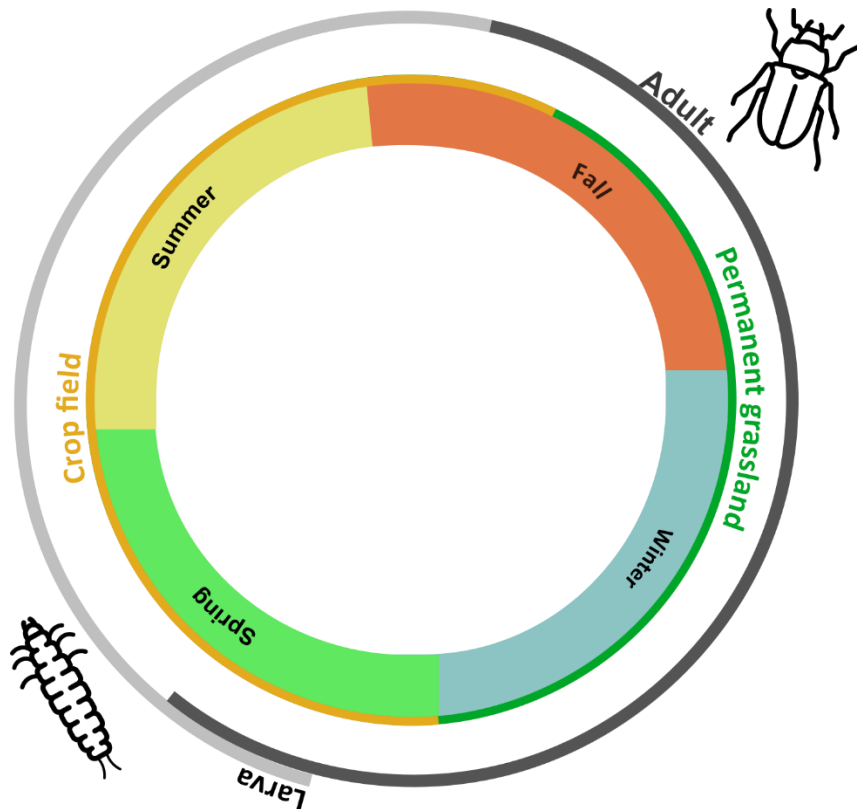 Adult
Fall
Summer
Permanent grassland
Crop field
Winter
Spring
Larva